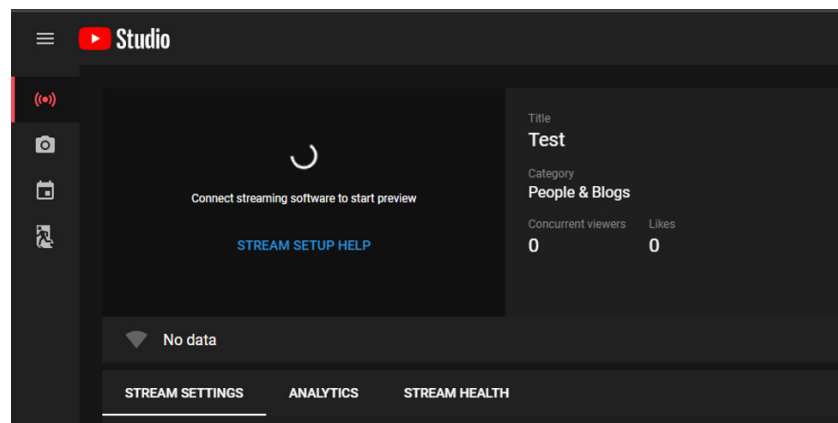 Studio
Connect streaming software to start preview
STREAM SETUP HELP
Title
Test
Category
People & Blogs
Concurrent viewers Likes
0 0
No data
STREAM SETTINGS ANALYTICS STREAM HEALTH